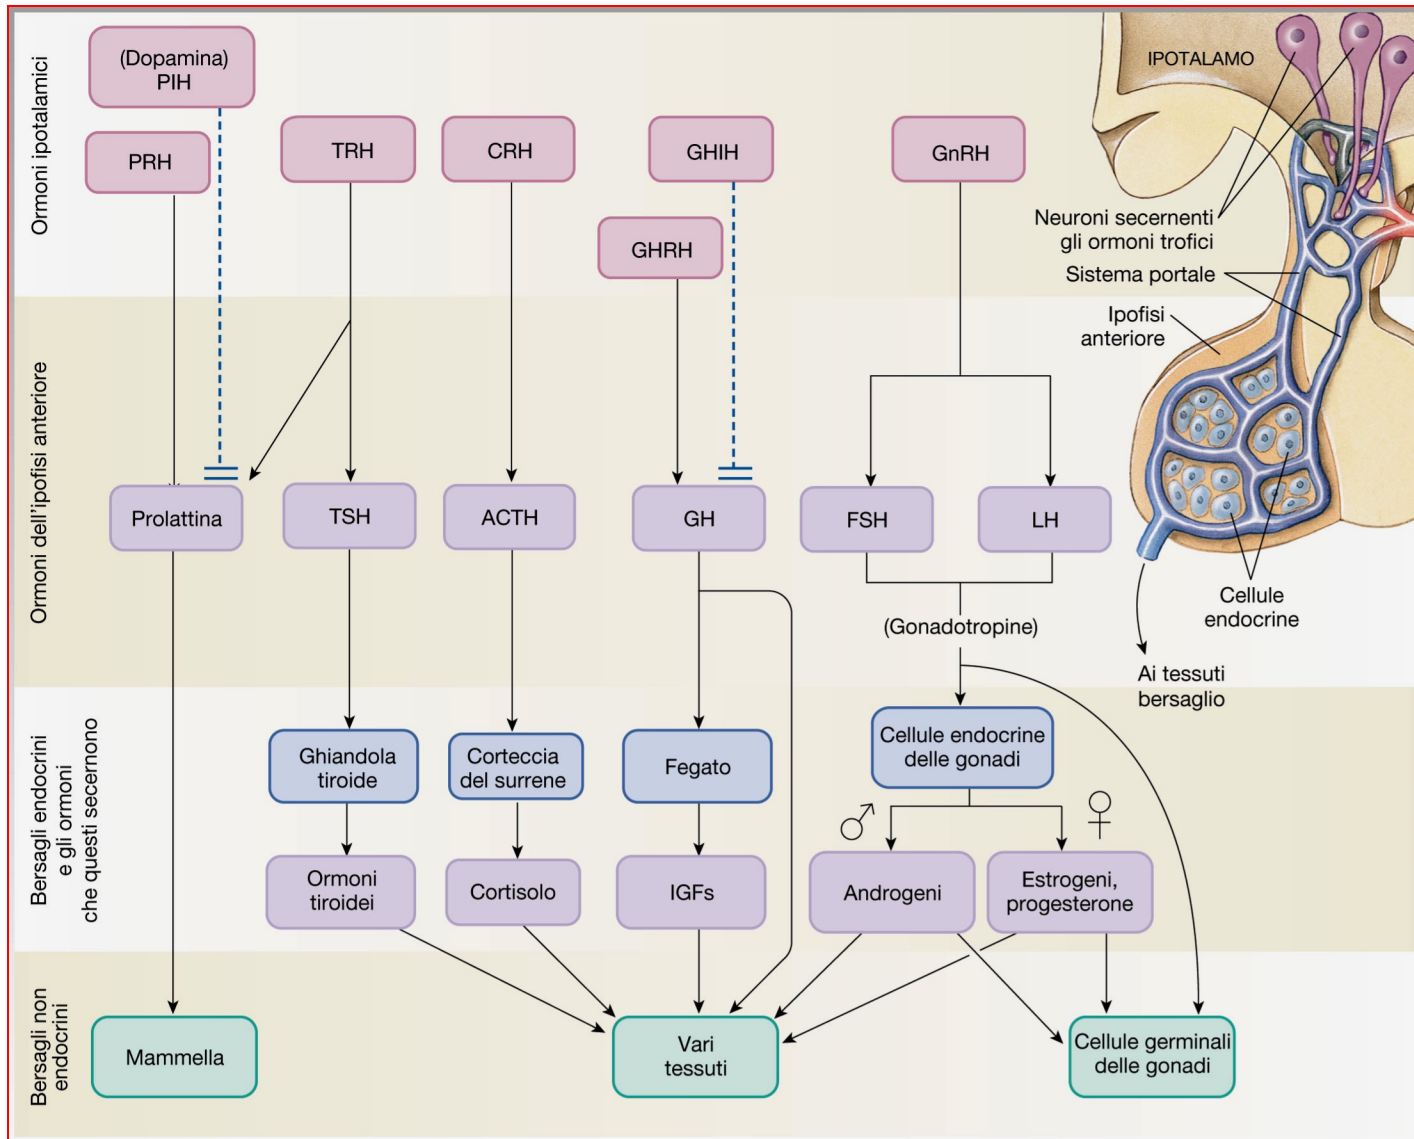 Ormoni ipotalamici
(Dopamina)
PIH
PRH
TRH
CRH
GHIH
GHRH
GnRH
IPOTALAMO
Neuroni secernenti
gli ormoni trofici
Sistema portale
Ipofisi
anteriore
Ormoni dell'ipofisi anteriore
Prolattina
TSH
ACTH
GH
FSH
LH
(Gonadotropine)
Cellule
endocrine
Ai tessuti
bersaglio
Bersagli endocrini
e gli ormoni
che questi secernono
Ghiandola
tiroide
Corteccia
del surrene
Fegato
Cellule endocrine
delle gonadi
♂
♀
Ormoni
tiroidei
Cortisolo
IGFs
Androgeni
Estrogeni,
progesterone
Bersagli non
endocrini
Mammella
Vari
tessuti
Cellule germinali
delle gonadi